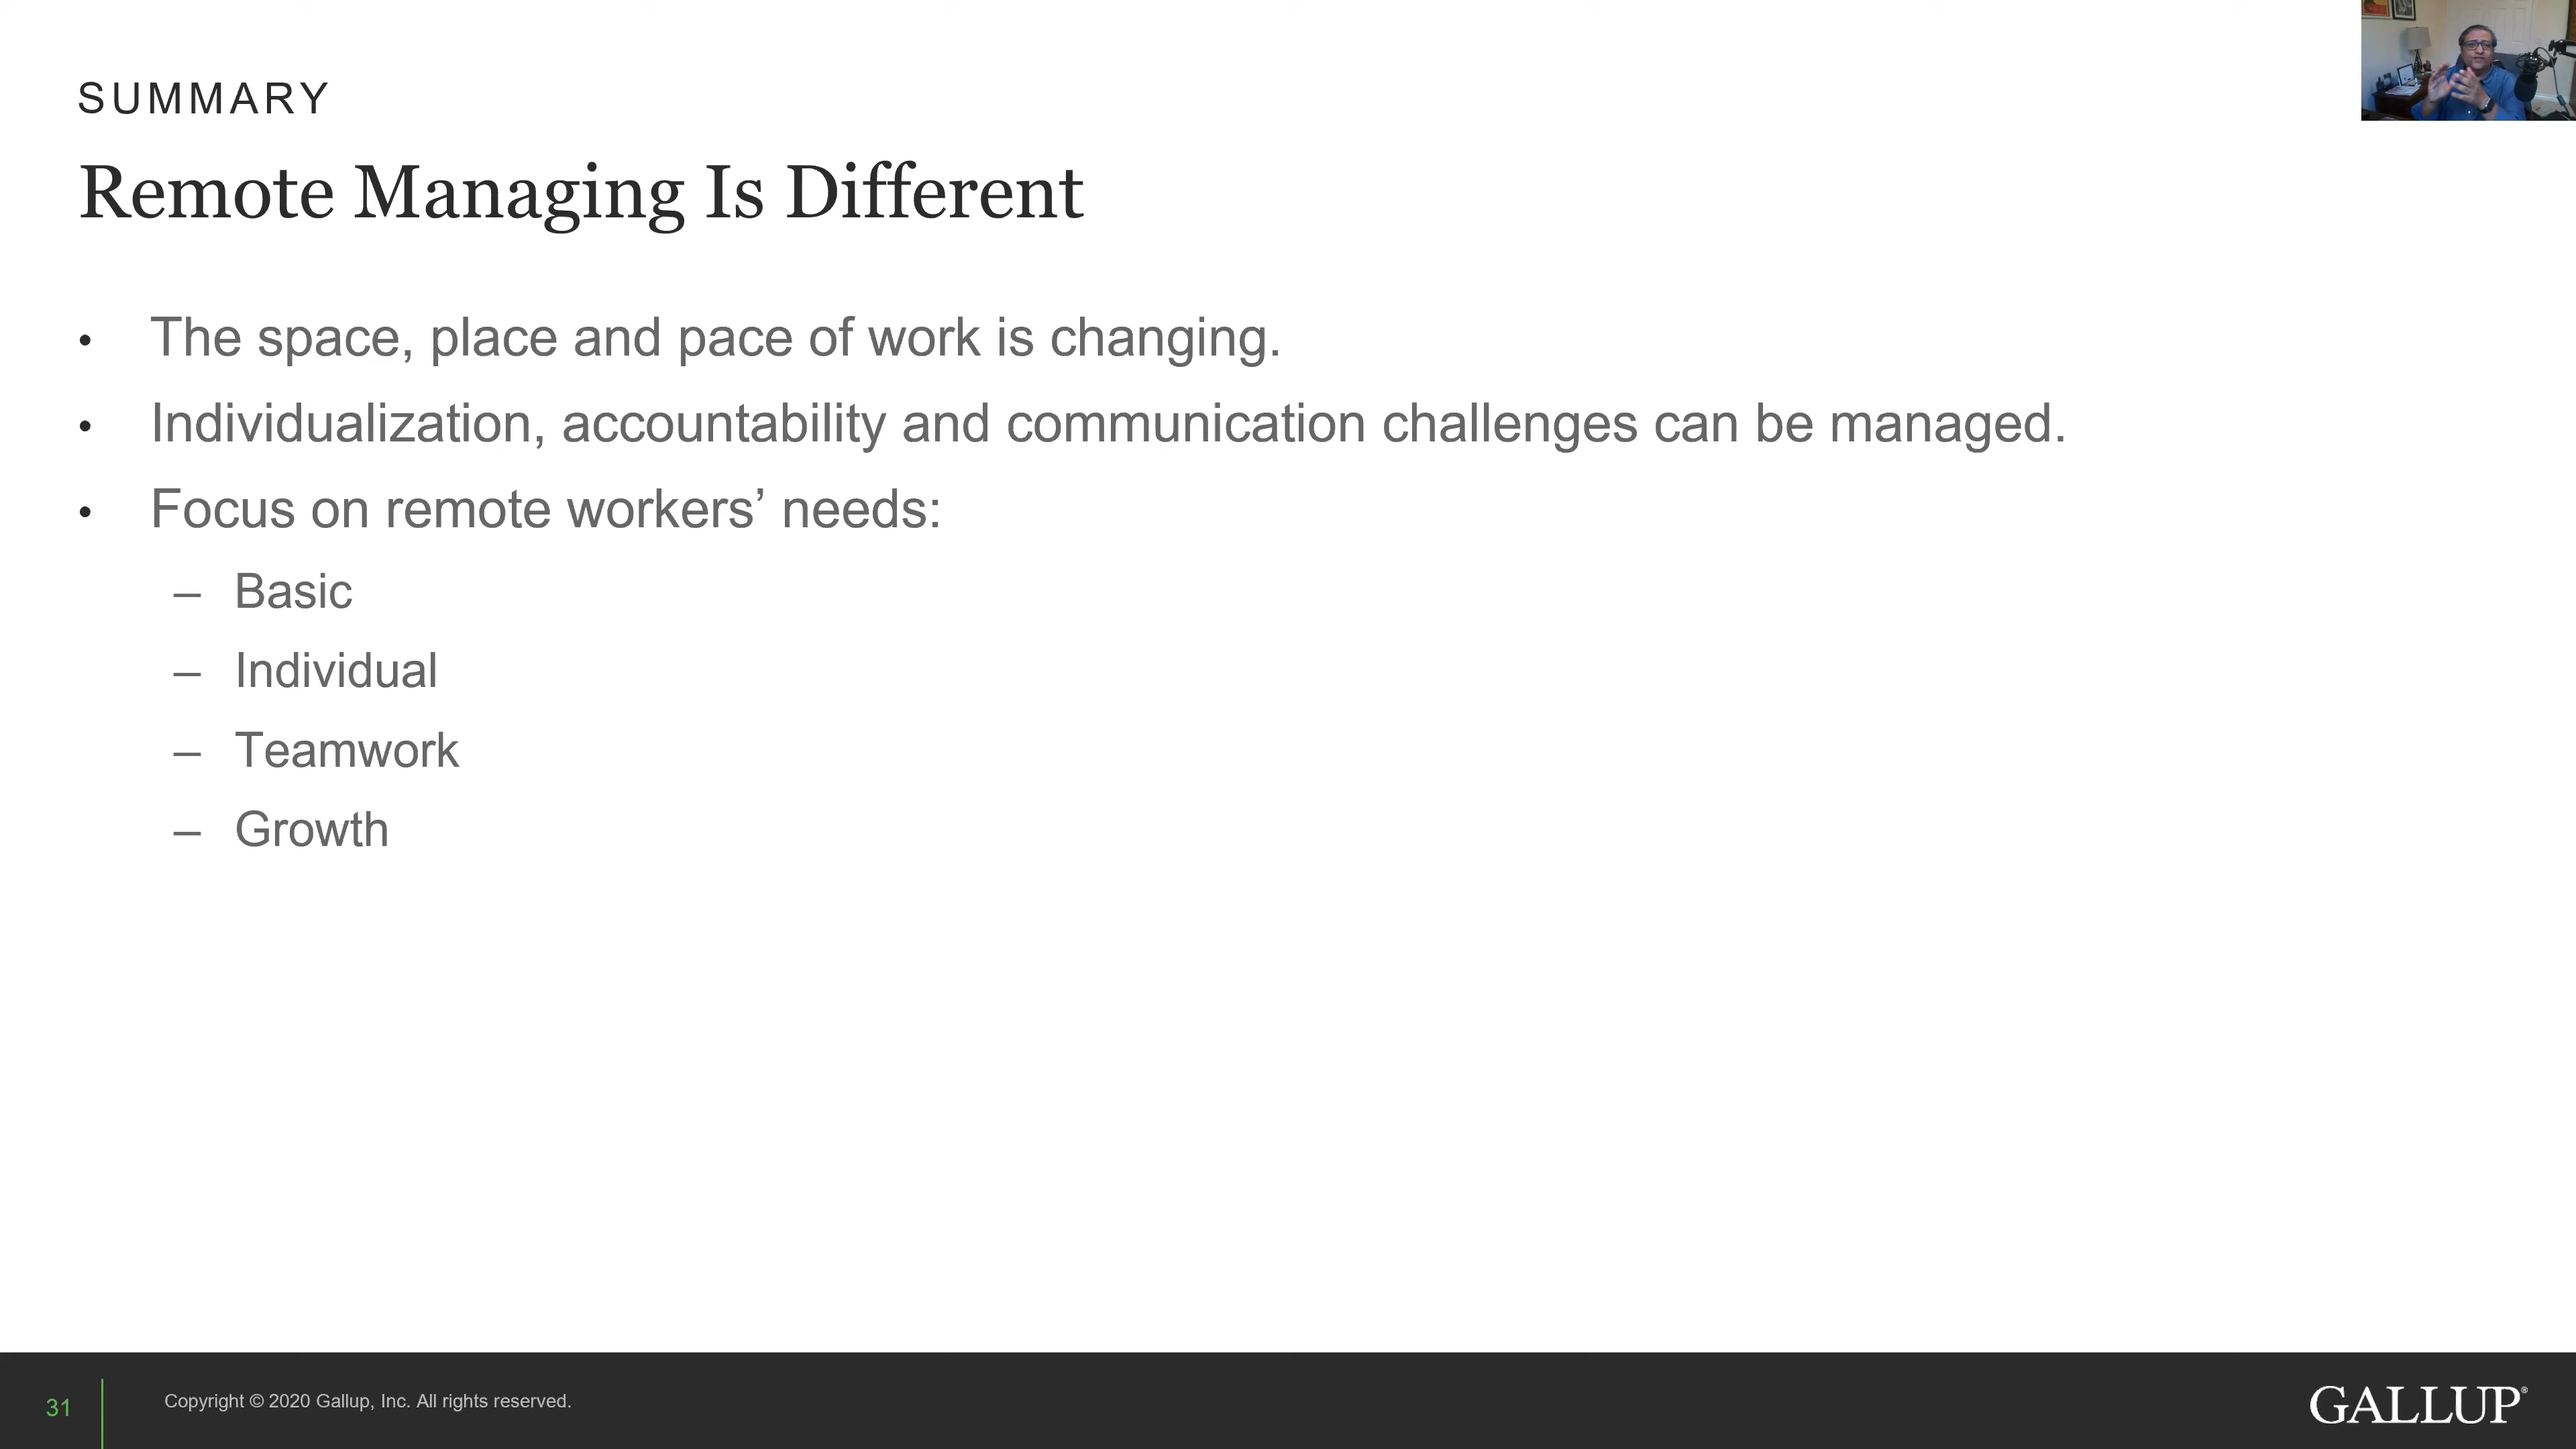 SUMMARY
Remote Managing Is Different
• The space, place and pace of work is changing.
• Individualization, accountability and communication challenges can be managed.
• Focus on remote workers’ needs:
– Basic
– Individual
– Teamwork
– Growth
31
Copyright © 2020 Gallup, Inc. All rights reserved.
GALLUP®